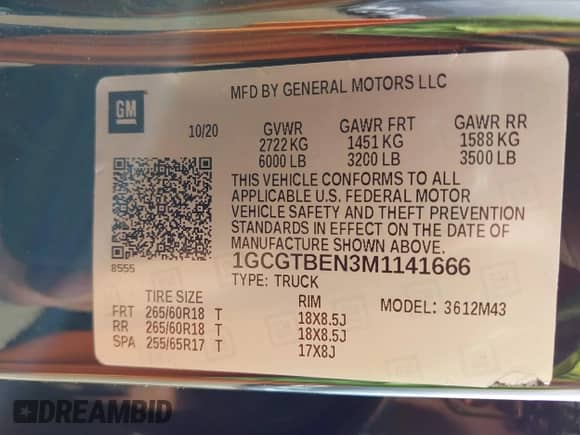 MFD BY GENERAL MOTORS LLC
GM
10/20 GVWR GAWR FRT GAWR RR
2722 KG 1451 KG 1588 KG
6000 LB 3200 LB 3500 LB
THIS VEHICLE CONFORMS TO ALL
APPLICABLE U.S. FEDERAL MOTOR
VEHICLE SAFETY AND THEFT PREVENTION
STANDARDS IN EFFECT ON THE DATE OF
MANUFACTURE SHOWN ABOVE.
8555
1GCGTBEN3M1141666
TYPE: TRUCK
TIRE SIZE RIM MODEL: 3612M43
FRT 265/60R18 T 18X8.5J
RR 265/60R18 T 18X8.5J
SPA 255/65R17 T 17X8J
DREAMBID